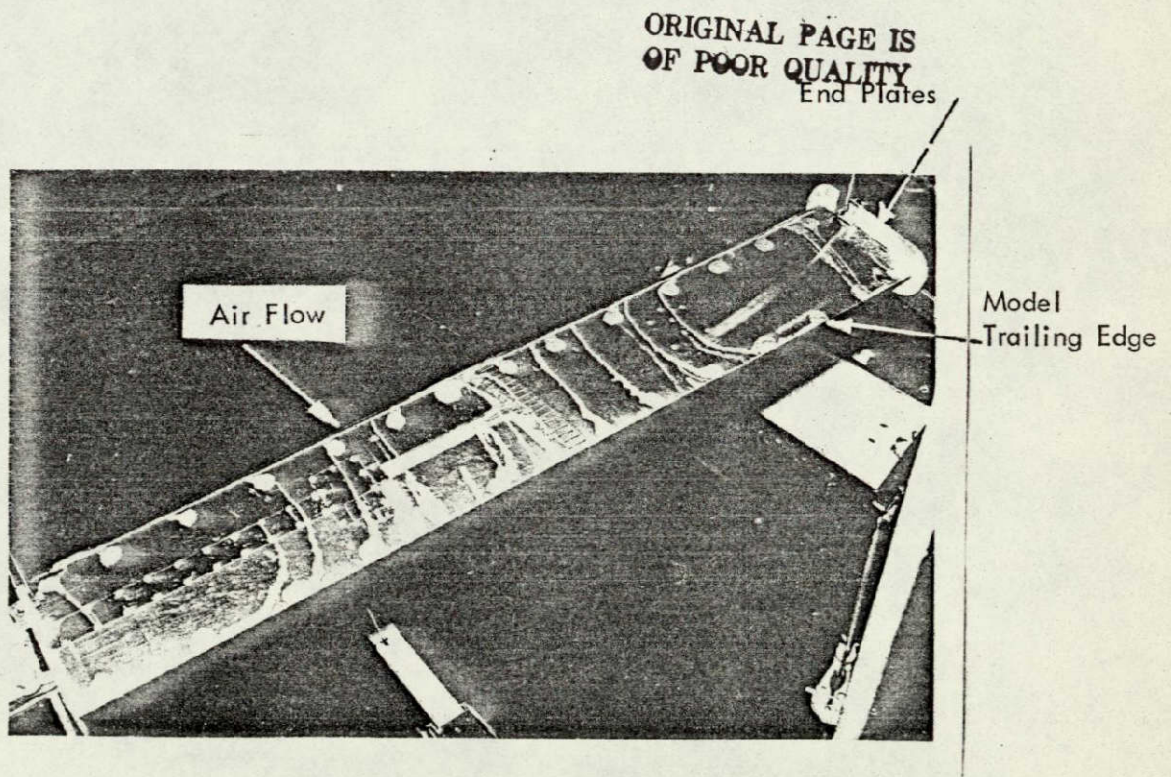 ORIGINAL PAGE IS
OF POOR QUALITY
End Plates
Air Flow
Model
Trailing Edge